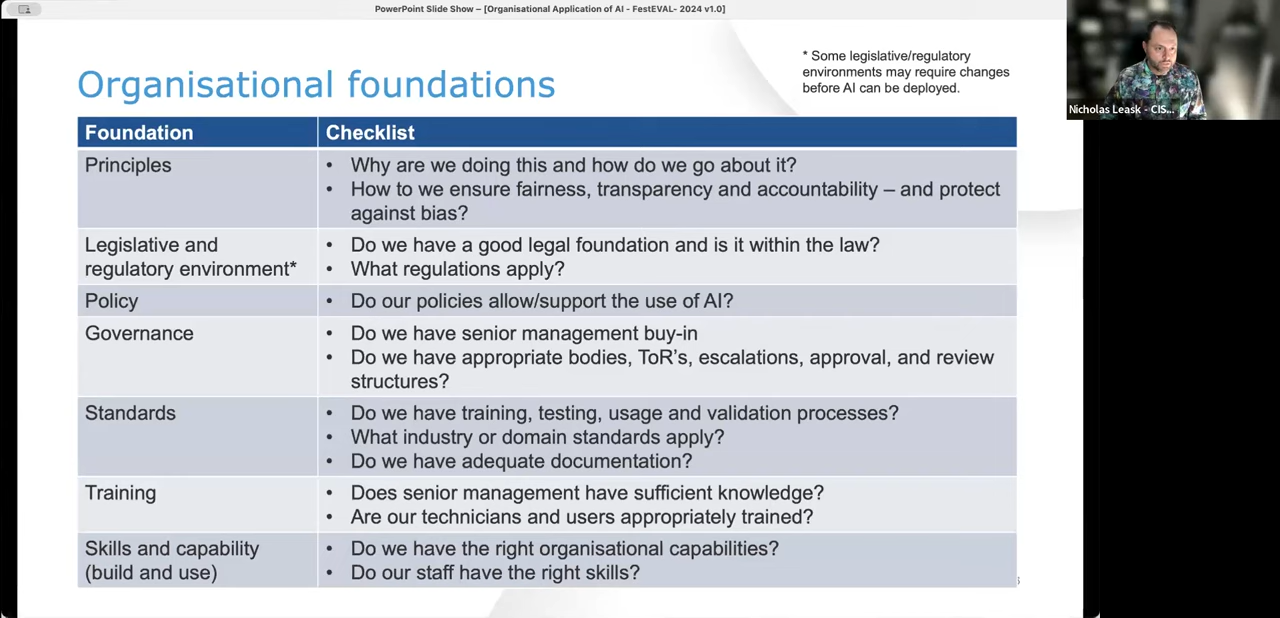 PowerPoint Slide Show – [Organisational Application of AI - FestEVAL- 2024 v1.0]
* Some legislative/regulatory
environments may require changes
before AI can be deployed.
Nicholas Leask - CIS...
Organisational foundations
Foundation
Checklist
Principles
• Why are we doing this and how do we go about it?
• How to we ensure fairness, transparency and accountability – and protect
against bias?
Legislative and
regulatory environment*
• Do we have a good legal foundation and is it within the law?
• What regulations apply?
Policy
• Do our policies allow/support the use of AI?
Governance
• Do we have senior management buy-in
• Do we have appropriate bodies, ToR's, escalations, approval, and review
structures?
Standards
• Do we have training, testing, usage and validation processes?
• What industry or domain standards apply?
• Do we have adequate documentation?
Training
• Does senior management have sufficient knowledge?
• Are our technicians and users appropriately trained?
Skills and capability
(build and use)
• Do we have the right organisational capabilities?
• Do our staff have the right skills?